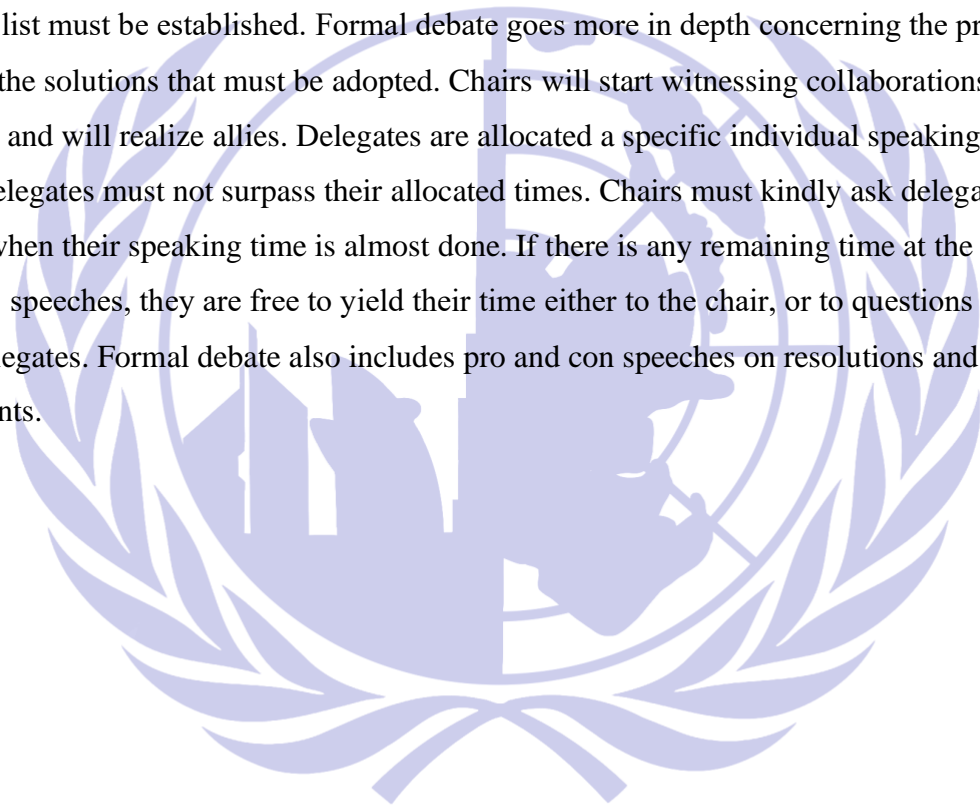 list must be established. Formal debate goes more in depth concerning the pr
the solutions that must be adopted. Chairs will start witnessing collaborations
and will realize allies. Delegates are allocated a specific individual speaking
elegates must not surpass their allocated times. Chairs must kindly ask delega
when their speaking time is almost done. If there is any remaining time at the
speeches, they are free to yield their time either to the chair, or to questions
legates. Formal debate also includes pro and con speeches on resolutions and
nts.